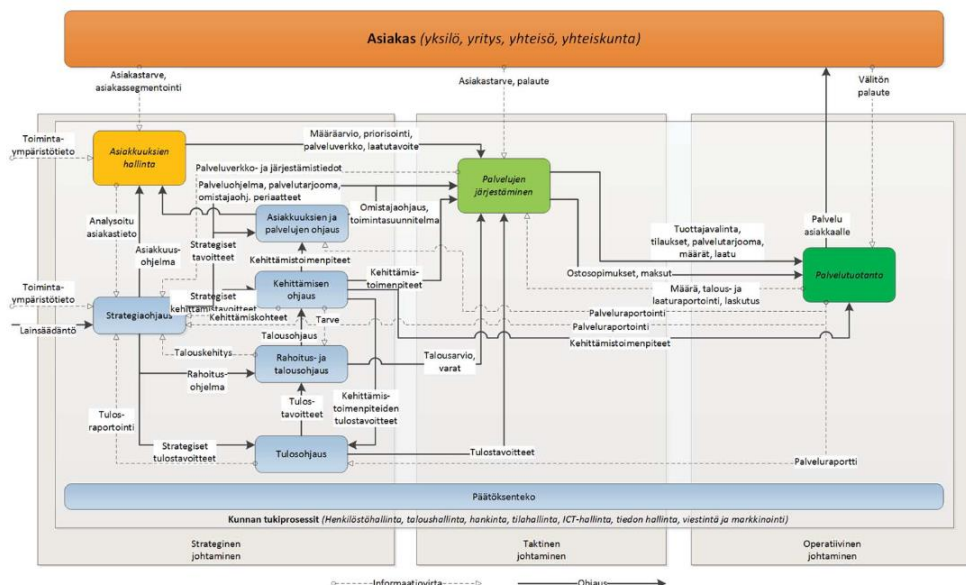 Asiakas (yksilö, yritys, yhteisö, yhteiskunta)
Asiakastarve,
asiakassegmentointi
Asiakastarve, palaute
Välitön
palaute
Toiminta-
ympäristötieto
Asiakkuuksien
hallinta
Määräarvio, priorisointi,
palveluverkko, laatutavoite
Palveluverkko- ja järjestämistiedot
Palveluohjelma, palvelutarjooma,
omistajaohj. periaatteet
Palvelujen
järjestäminen
Omistajaohjaus,
toimintasuunnitelma
Asiakkuuksien ja
palvelujen ohjaus
Analysoitu
asiakastieto
Asiakkuus-
ohjelma
Strategiset
tavoitteet
Kehittämistoimenpiteet
Tuottajavalinta,
tilaukset, palvelutarjooma,
määrät, laatu
Palvelu
asiakkaalle
Palvelutuotanto
Ostosopimukset, maksut
Toiminta-
ympäristötieto
Strategiset
kehittämistavoitteet
Kehittämisen
ohjaus
Kehittämis-
toimenpiteet
Määrä, talous- ja
laaturaportointi, laskutus
Lainsäädäntö
Strategiaohjaus
Kehittämiskohteet
Tarve
Palveluraportointi
Palveluraportointi
Kehittämistoimenpiteet
Talousohjaus
Talouskehitys
Rahoitus- ja
talousohjaus
Talousarvio,
varat
Rahoitus-
ohjelma
Tulos-
raportointi
Tulos-
tavoitteet
Kehittämis-
toimenpiteiden
tulostavoitteet
Strategiset
tulostavoitteet
Tulosohjaus
Tulostavoitteet
Palveluraportti
Päätöksenteko
Kunnan tukiprosessit (Henkilöstöhallinta, taloushallinta, hankinta, tilahallinta, ICT-hallinta, tiedon hallinta, viestintä ja markkinointi)
Strateginen
johtaminen
Taktinen
johtaminen
Operatiivinen
johtaminen
Informaatiovirta
Ohjaus